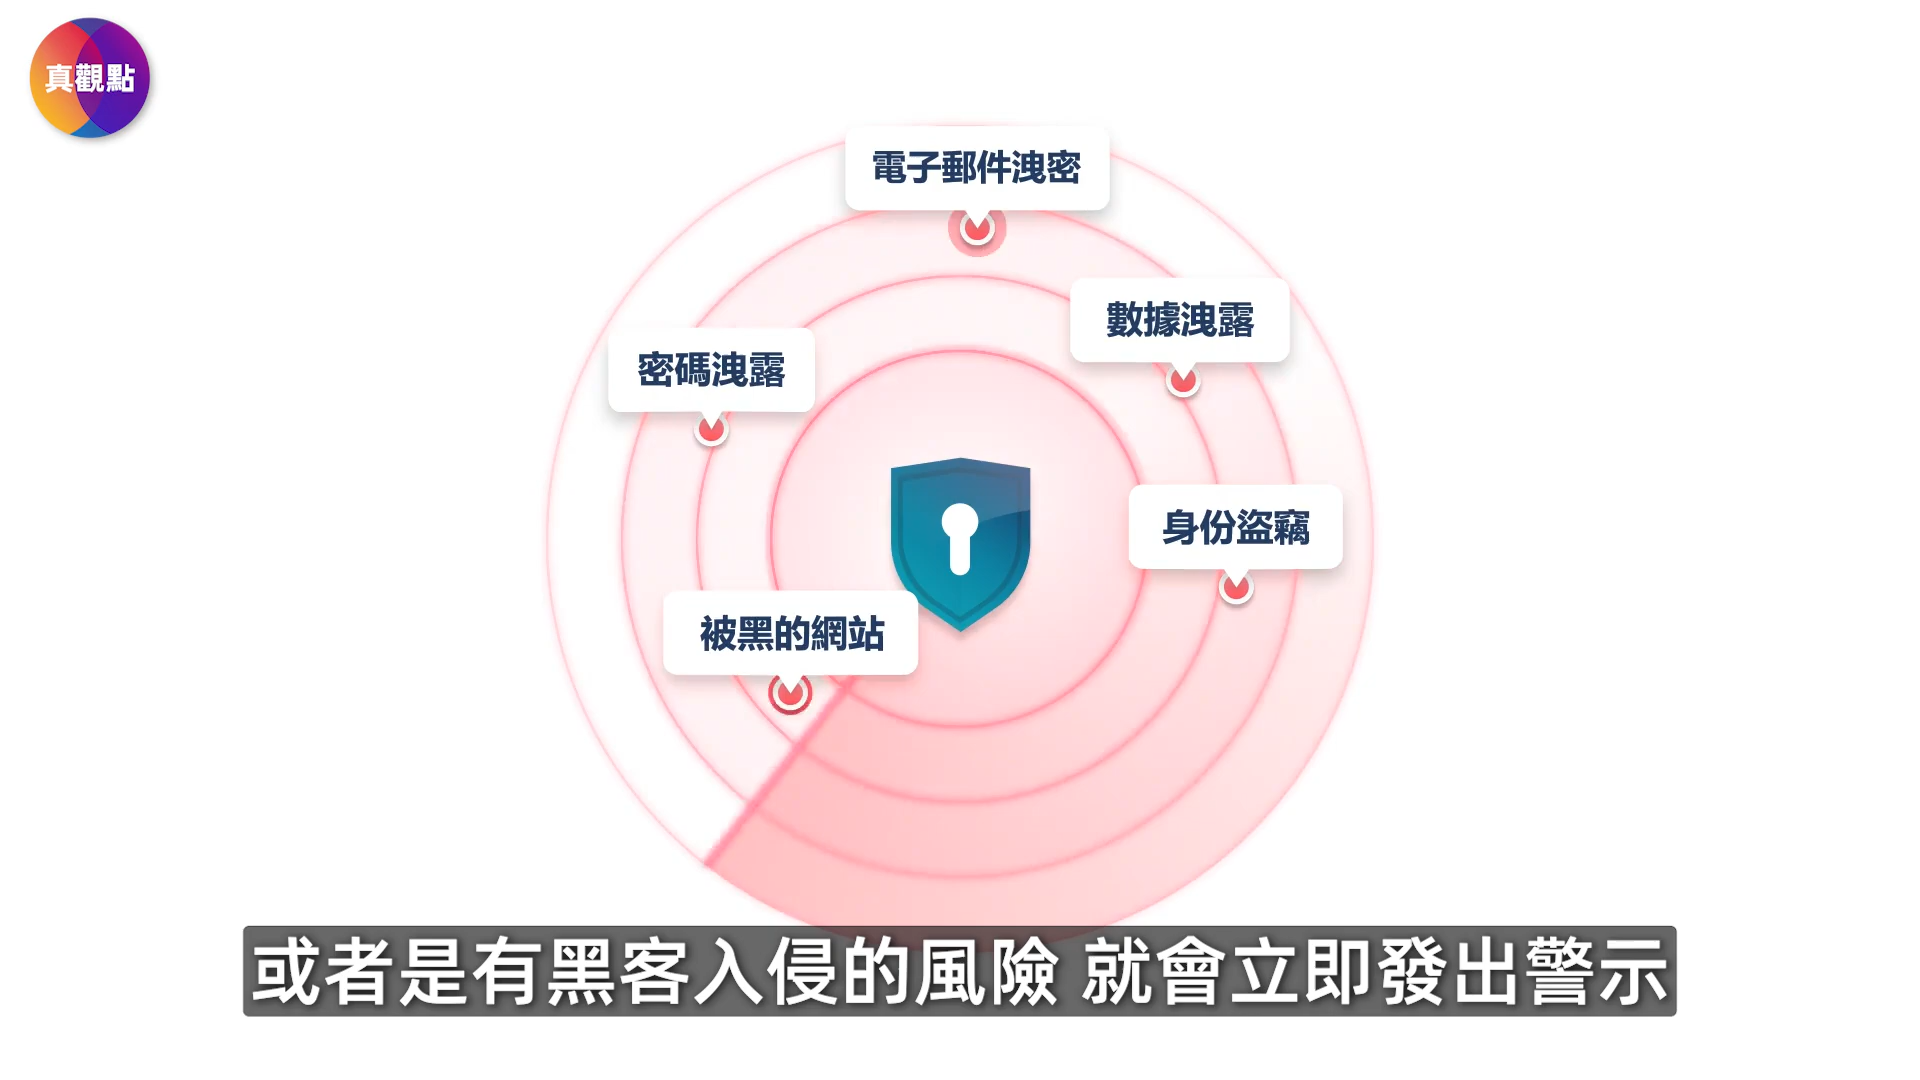 真觀點
電子郵件洩密
數據洩露
密碼洩露
身份盜竊
被黑的網站
或者是有黑客入侵的風險 就會立即發出警示